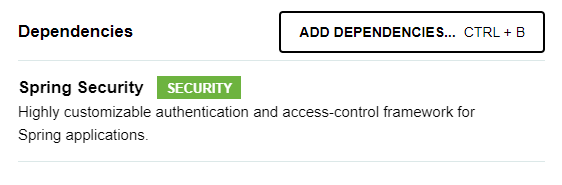 Dependencies
ADD DEPENDENCIES... CTRL + B
Spring Security SECURITY
Highly customizable authentication and access-control framework for
Spring applications.